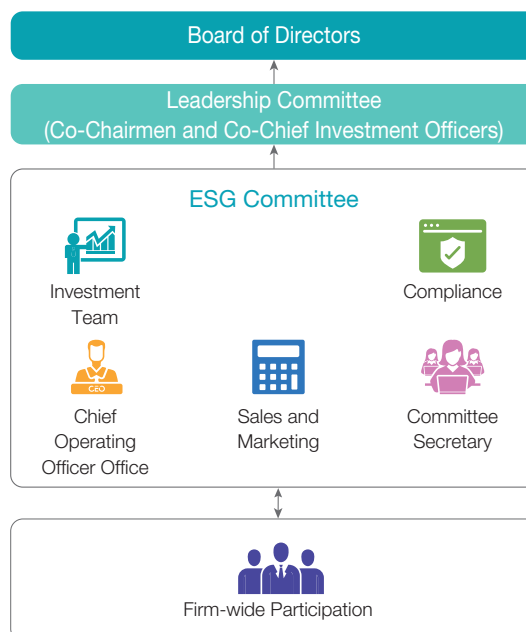 Board of Directors
Leadership Committee
(Co-Chairmen and Co-Chief Investment Officers)
ESG Committee
Investment
Team
Compliance
CEO
Chief
Operating
Officer Office
Sales and
Marketing
Committee
Secretary
Firm-wide Participation